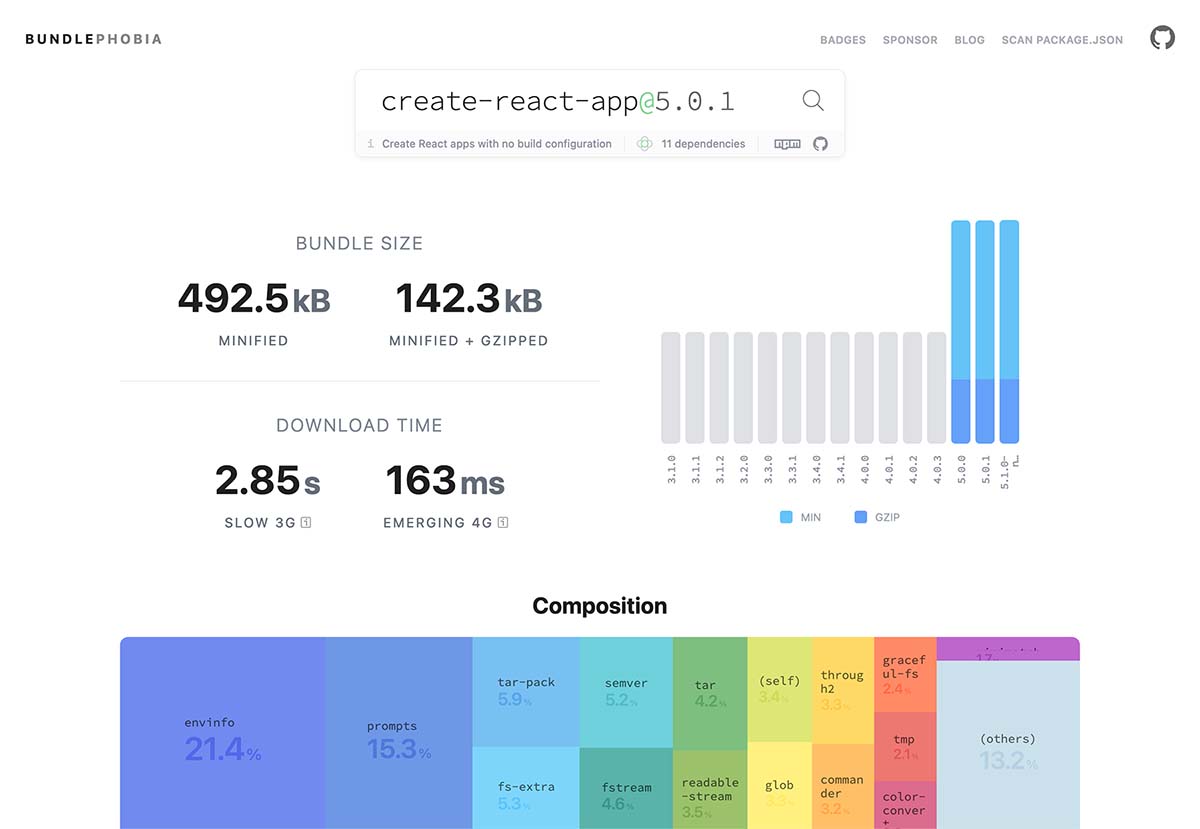 BUNDLEPHOBIA
BADGES SPONSOR BLOG SCAN PACKAGE.JSON
create-react-app@5.0.1
i Create React apps with no build configuration 11 dependencies npm
BUNDLE SIZE
492.5 kB 142.3 kB
MINIFIED MINIFIED + GZIPPED
DOWNLOAD TIME
2.85 s 163 ms
SLOW 3G i EMERGING 4G i
3.1.0 3.1.1 3.1.2 3.2.0 3.3.0 3.3.1 3.4.0 3.4.1 4.0.0 4.0.1 4.0.2 4.0.3 5.0.0 5.0.1 5.1.0-n…
MIN GZIP
Composition
envinfo
21.4%
prompts
15.3%
tar-pack
5.9%
fs-extra
5.3%
semver
5.2%
fstream
4.6%
tar
4.2%
readable
-stream
3.5%
(self)
3.4%
glob
3.3%
throug
h2
3.3%
comman
der
3.2%
gracef
ul-fs
2.4%
tmp
2.1%
color-
conver
(others)
13.2%